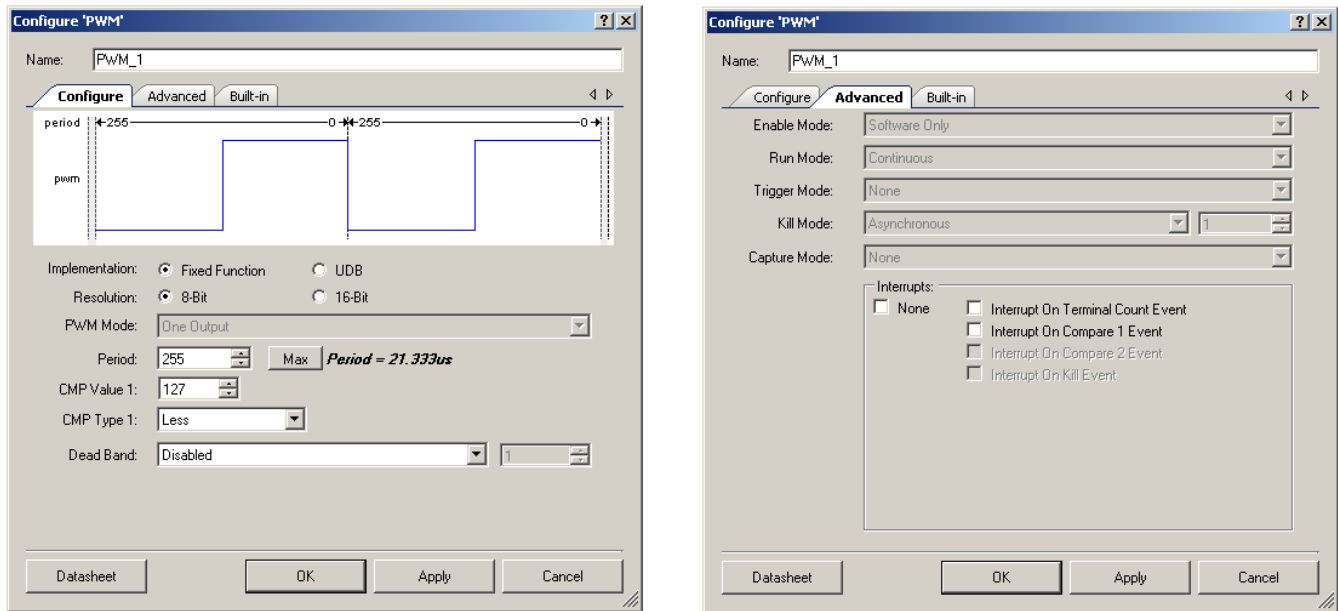 Configure 'PWM'
Name: PWM_1
Configure Advanced Built-in
period 255 0 255 0
pwm
Implementation: Fixed Function UDB
Resolution: 8-Bit 16-Bit
PWM Mode: One Output
Period: 255 Max Period = 21.333us
CMP Value 1: 127
CMP Type 1: Less
Dead Band: Disabled 1
Datasheet OK Apply Cancel
Configure 'PWM'
Name: PWM_1
Configure Advanced Built-in
Enable Mode: Software Only
Run Mode: Continuous
Trigger Mode: None
Kill Mode: Asynchronous 1
Capture Mode: None
Interrupts:
None Interrupt On Terminal Count Event
Interrupt On Compare 1 Event
Interrupt On Compare 2 Event
Interrupt On Kill Event
Datasheet OK Apply Cancel